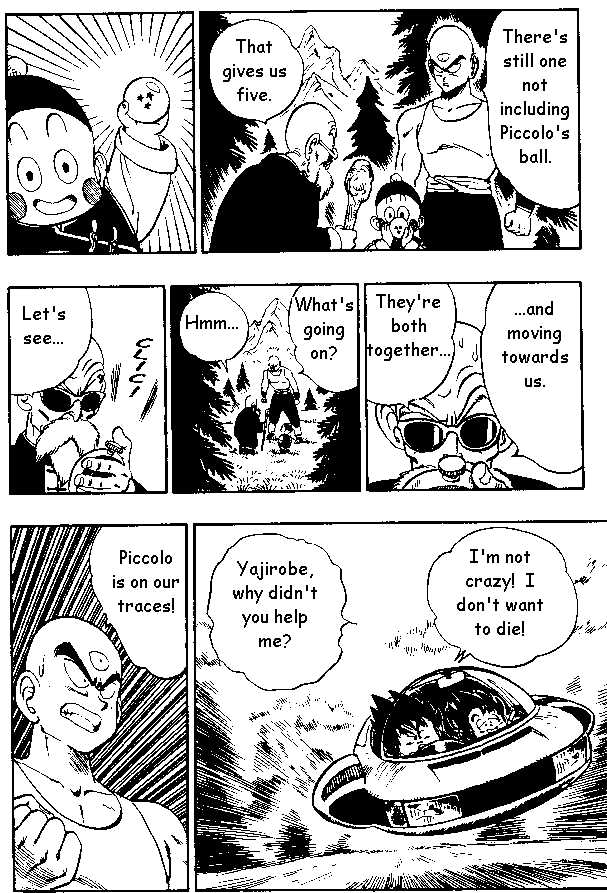 That
gives us
five.
There's
still one
not
including
Piccolo's
ball.
Let's
see...
CLIC!
Hmm...
What's
going
on?
They're
both
together...
...and
moving
towards
us.
Piccolo
is on our
traces!
Yajirobe,
why didn't
you help
me?
I'm not
crazy! I
don't want
to die!